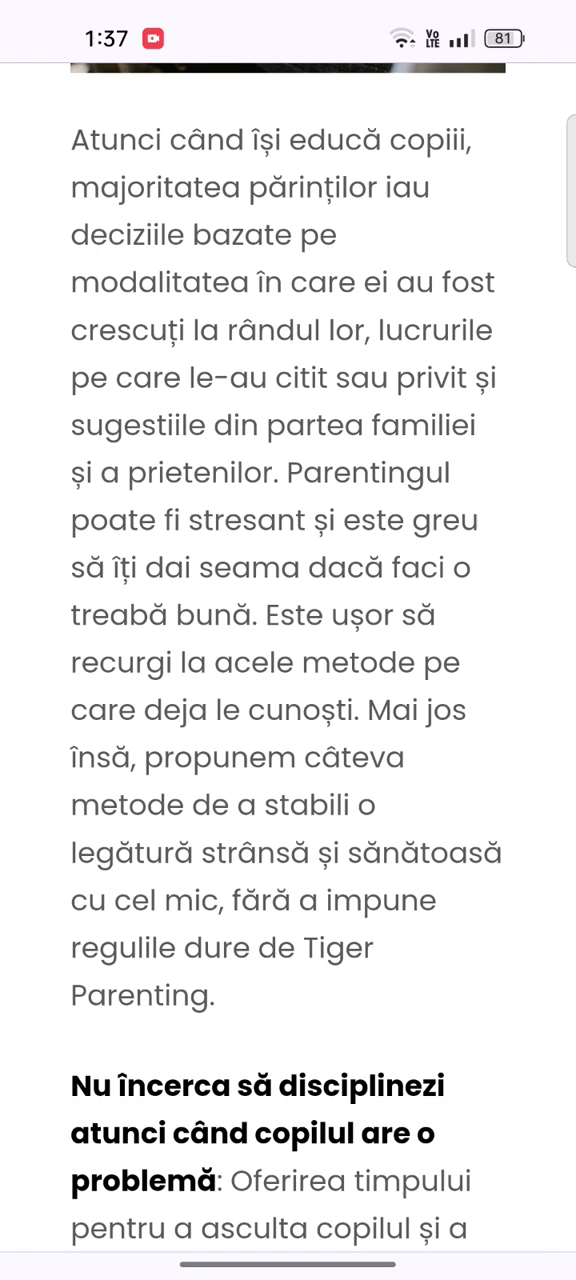 1:37
Vo
LTE
81
Atunci când își educă copiii,
majoritatea părinților iau
deciziile bazate pe
modalitatea în care ei au fost
crescuți la rândul lor, lucrurile
pe care le-au citit sau privit și
sugestiile din partea familiei
și a prietenilor. Parentingul
poate fi stresant și este greu
să îți dai seama dacă faci o
treabă bună. Este ușor să
recurgi la acele metode pe
care deja le cunoști. Mai jos
însă, propunem câteva
metode de a stabili o
legătură strânsă și sănătoasă
cu cel mic, fără a impune
regulile dure de Tiger
Parenting.
Nu încerca să disciplinezi
atunci când copilul are o
problemă: Oferirea timpului
pentru a asculta copilul și a